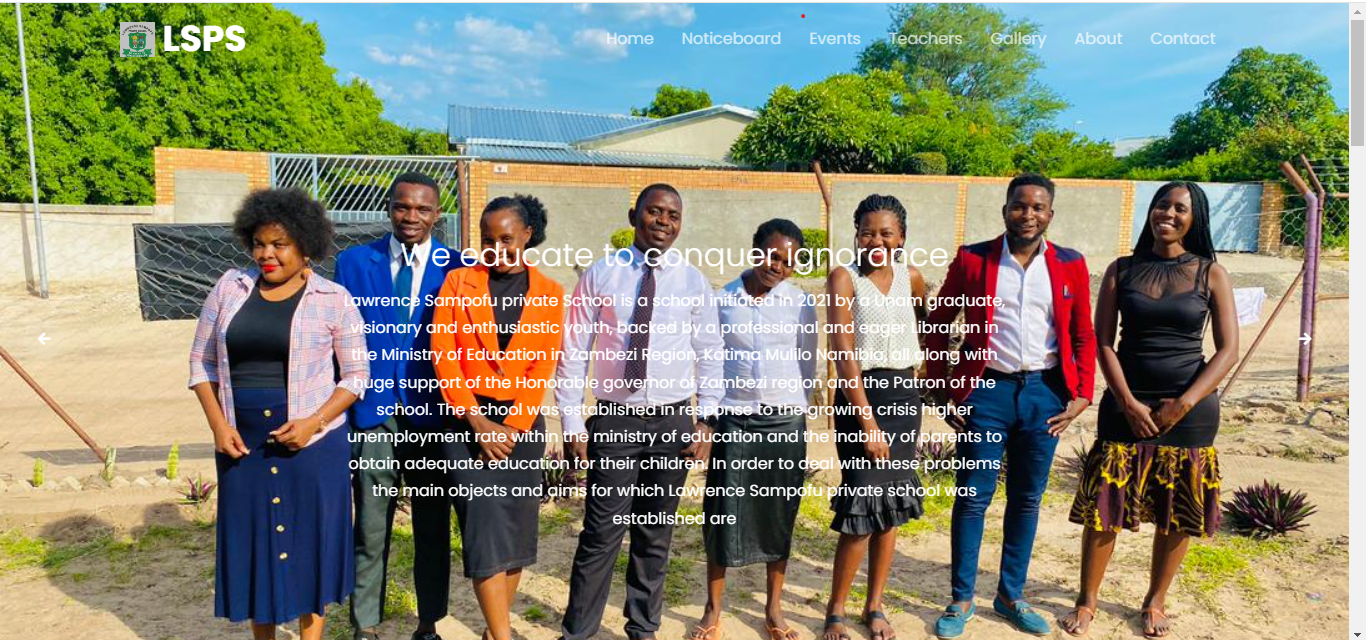 LSPS
Home Noticeboard Events Teachers Gallery About Contact
We educate to conquer ignorance
Lawrence Sampofu private School is a school initiated in 2021 by a Unam graduate,
visionary and enthusiastic youth, backed by a professional and eager Librarian in
the Ministry of Education in Zambezi Region, Katima Mulilo Namibia, all along with
huge support of the Honorable governor of Zambezi region and the Patron of the
school. The school was established in response to the growing crisis higher
unemployment rate within the ministry of education and the inability of parents to
obtain adequate education for their children. In order to deal with these problems
the main objects and aims for which Lawrence Sampofu private school was
established are